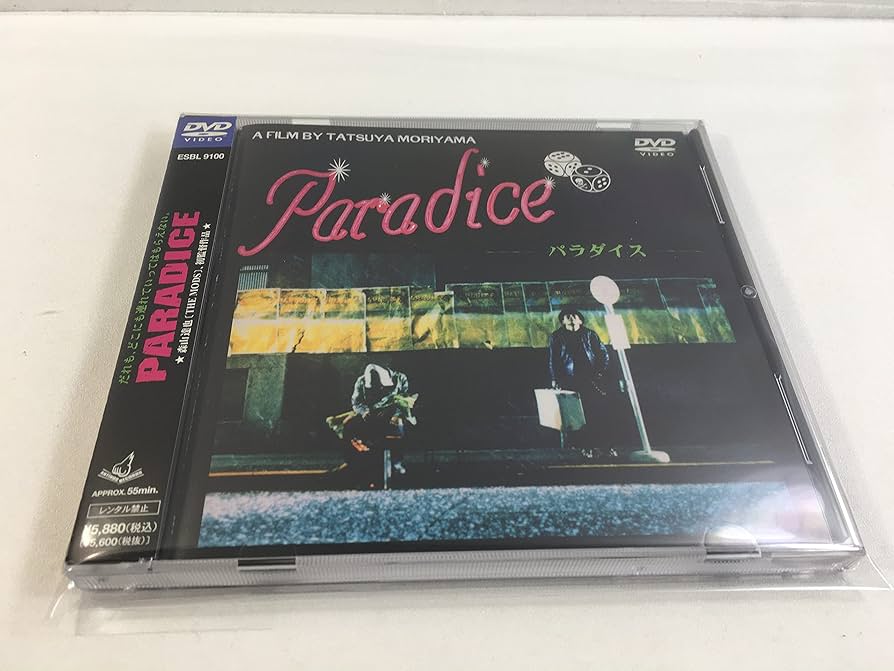 DVD
VIDEO
ESBL 9100
だれも、どこにも連れていってはもらえない。
PARADICE
★森山達也(THE MODS)、初監督作品★
APPROX. 55min.
レンタル禁止
¥5,880(税込)
¥5,600(税抜)]
A FILM BY TATSUYA MORIYAMA
DVD
VIDEO
Paradice
パラダイス